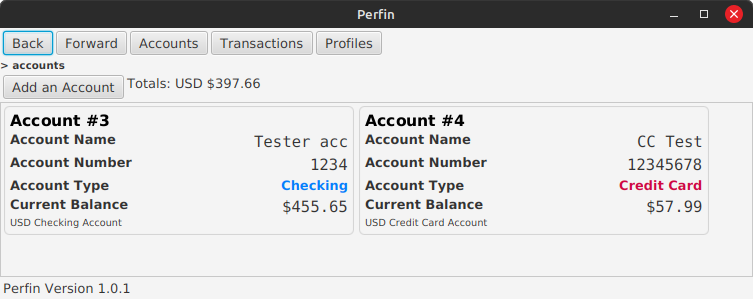 Perfin
Back Forward Accounts Transactions Profiles
> accounts
Add an Account Totals: USD $397.66
Account #3
Account Name Tester acc
Account Number 1234
Account Type Checking
Current Balance $455.65
USD Checking Account
Account #4
Account Name CC Test
Account Number 12345678
Account Type Credit Card
Current Balance $57.99
USD Credit Card Account
Perfin Version 1.0.1